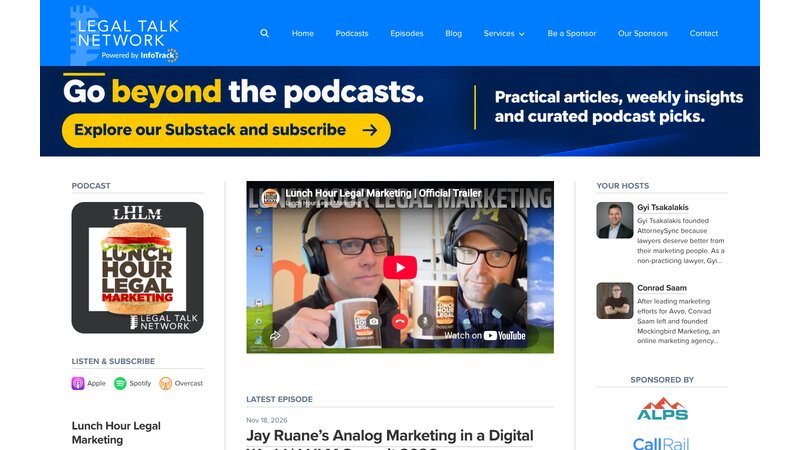 LEGAL TALK
NETWORK
Powered by InfoTrack
Home
Podcasts
Episodes
Blog
Services
Be a Sponsor
Our Sponsors
Contact
Go beyond the podcasts.
Explore our Substack and subscribe
Practical articles, weekly insights
and curated podcast picks.
PODCAST
LHLM
LUNCH
HOUR
LEGAL
MARKETING
LEGAL TALK
NETWORK
LISTEN & SUBSCRIBE
Apple
Spotify
Overcast
Lunch Hour Legal
Marketing
Lunch Hour Legal Marketing | Official Trailer
Lunch Hour Legal Marketing
Watch on YouTube
LATEST EPISODE
Nov 18, 2026
Jay Ruane's Analog Marketing in a Digital
YOUR HOSTS
Gyi Tsakalakis
Gyi Tsakalakis founded
AttorneySync because
lawyers deserve better from
their marketing people. As a
non-practicing lawyer, Gyi...
Conrad Saam
After leading marketing
efforts for Avvo, Conrad
Saam left and founded
Mockingbird Marketing, an
online marketing agency...
SPONSORED BY
ALPS
CallRail